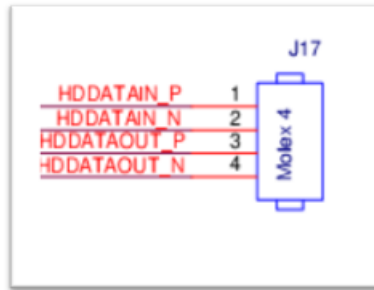 J17
HDDATAIN_P 1
HDDATAIN_N 2
HDDATAOUT_P 3
HDDATAOUT_N 4
Molex 4